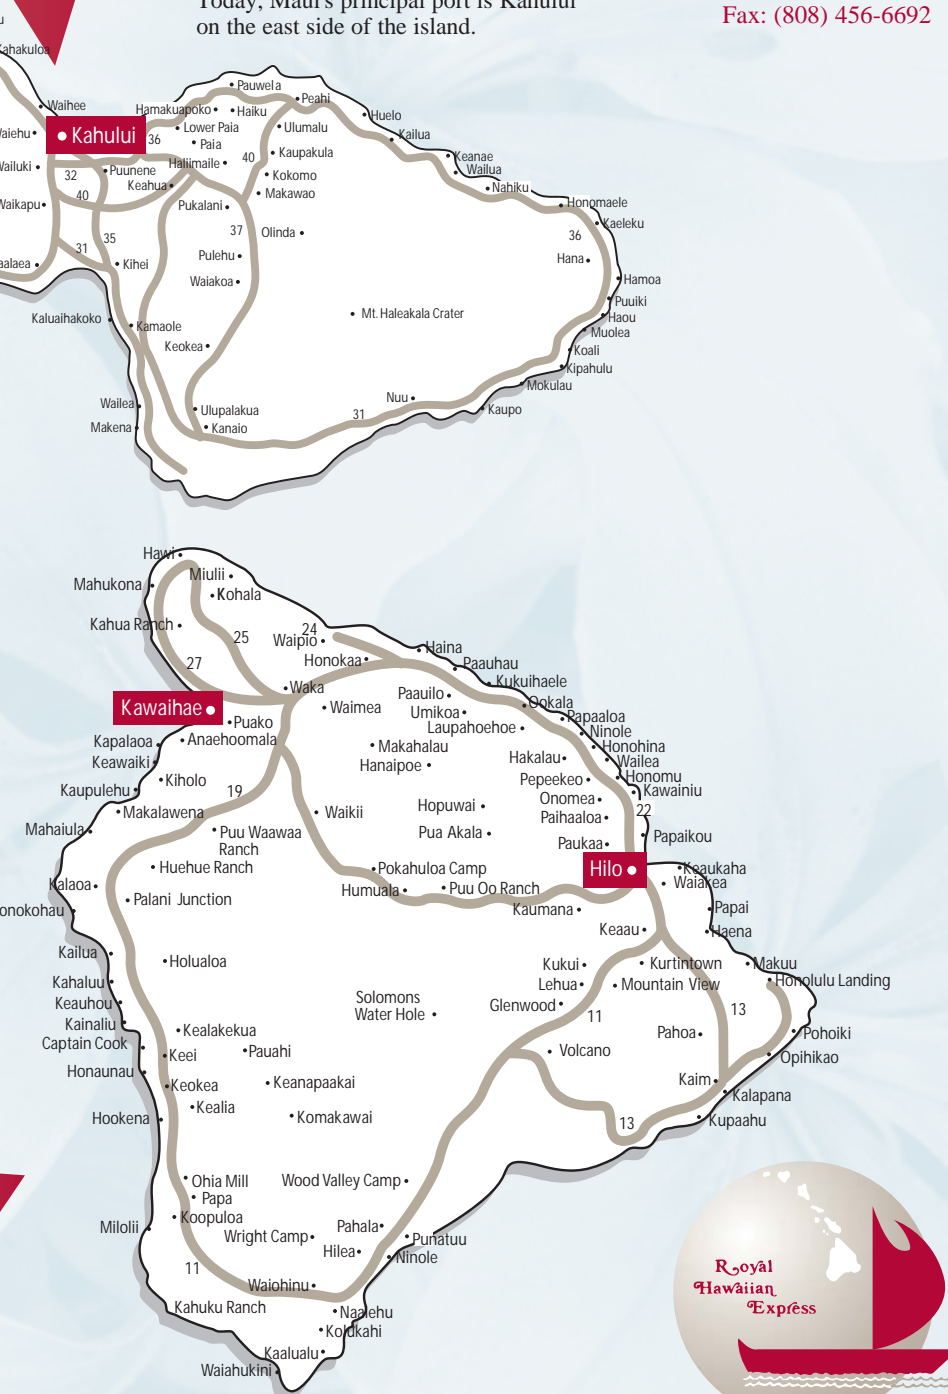 Today, Maui's principal port is Kahului
on the east side of the island.
Fax: (808) 456-6692
Kahakuloa
Waihee
Pauwela
Peahi
Hamakuapoko
Haiku
Huelo
Waiehu
Kahului
36
Lower Paia
Ulumalu
Kailua
Paia
Wailuki
32
Puunene
Haliimaile
40
Kaupakula
Keanae
Wailua
Keahua
Kokomo
Nahiku
40
Makawao
Waikapu
Pukalani
Honomaele
Kaeleku
35
37
Olinda
36
31
Kihei
Pulehu
Hana
aalaea
Waiakoa
Hamoa
Puuiki
Kaluaihakoko
Kamaole
Mt. Haleakala Crater
Haou
Muolea
Keokea
Koali
Kipahulu
Mokulau
Nuu
Wailea
Ulupalakua
31
Kaupo
Makena
Kanaio
Hawi
Miulii
Mahukona
Kohala
Kahua Ranch
25
24
Waipio
Haina
27
Honokaa
Paauhau
Kukuihaele
Waka
Paauilo
Ookala
Kawaihae
Waimea
Umikoa
Papaaloa
Puako
Laupahoehoe
Ninole
Kapalaoa
Anaehoomala
Makahalau
Honohina
Keawaiki
Hanaipoe
Hakalau
Wailea
Kiholo
Pepeekeo
Honomu
Kaupulehu
19
Onomea
Kawainiu
Makalawena
Waikii
Hopuwai
Paihaaloa
22
Mahaiula
Puu Waawaa
Ranch
Pua Akala
Paukaa
Papaikou
Huehue Ranch
Pokahuloa Camp
Hilo
Keaukaha
Kalaoa
Humuala
Puu Oo Ranch
Waiakea
Palani Junction
Kaumana
Papai
onokohau
Keaau
Haena
Kailua
Holualoa
Kukui
Kurtintown
Makuu
Kahaluu
Lehua
Mountain View
Honolulu Landing
Keauhou
Solomons
Water Hole
Glenwood
13
Kainaliu
11
Captain Cook
Kealakekua
Pahoa
Pohoiki
Keei
Pauahi
Volcano
Opihikao
Honaunau
Keokea
Keanapaakai
Kaim
Kealia
Kalapana
Hookena
Komakawai
13
Kupaahu
Ohia Mill
Wood Valley Camp
Papa
Koopuloa
Milolii
Wright Camp
Pahala
Punatuu
Hilea
Ninole
11
Waiohinu
Kahuku Ranch
Naalehu
Kolukahi
Kaalualu
Waiahukini
Royal
Hawaiian
Express